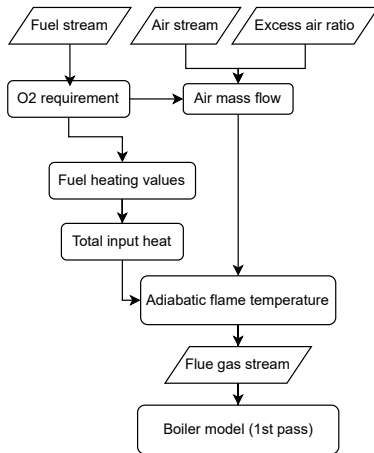 Fuel stream
Air stream
Excess air ratio
O2 requirement
Air mass flow
Fuel heating values
Total input heat
Adiabatic flame temperature
Flue gas stream
Boiler model (1st pass)